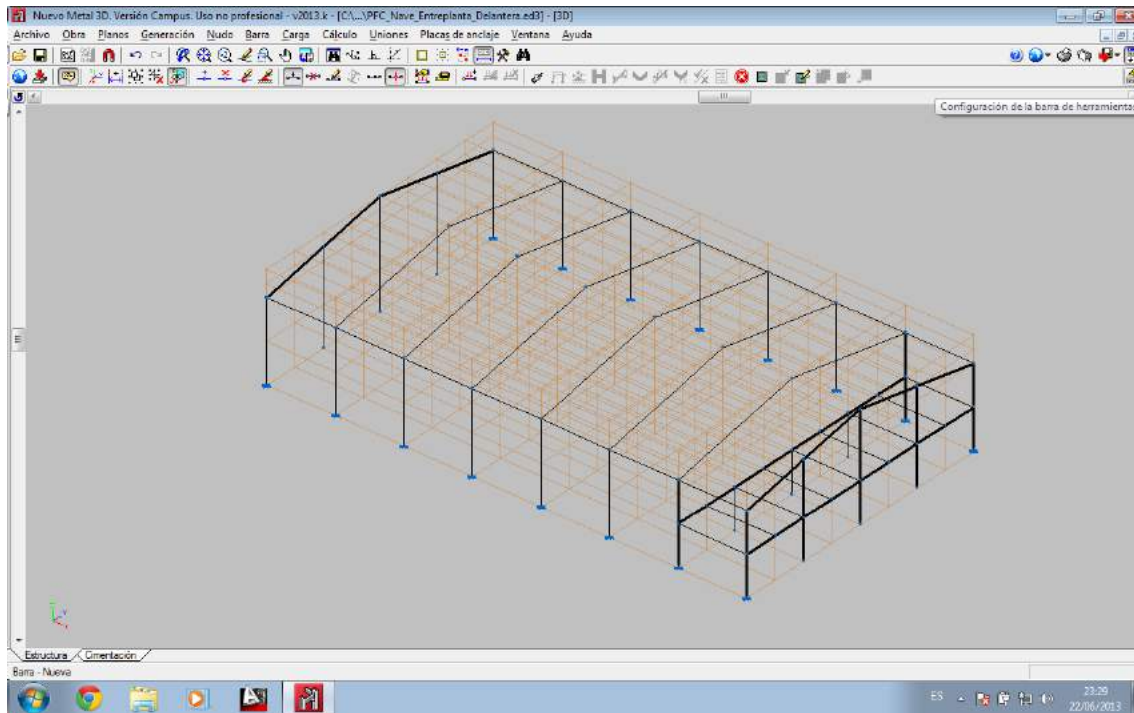 Nuevo Metal 3D. Versión Campus. Uso no profesional - v2013.k - [C:\...\PFC_Nave_Entreplanta_Delantera.ed3] - [3D]
Archivo Obra Planos Generación Nudo Barra Carga Cálculo Uniones Placas de anclaje Ventana Ayuda
Configuración de la barra de herramientas
Estructura Cimentación
Barra - Nueva
ES 23:29
22/06/2013